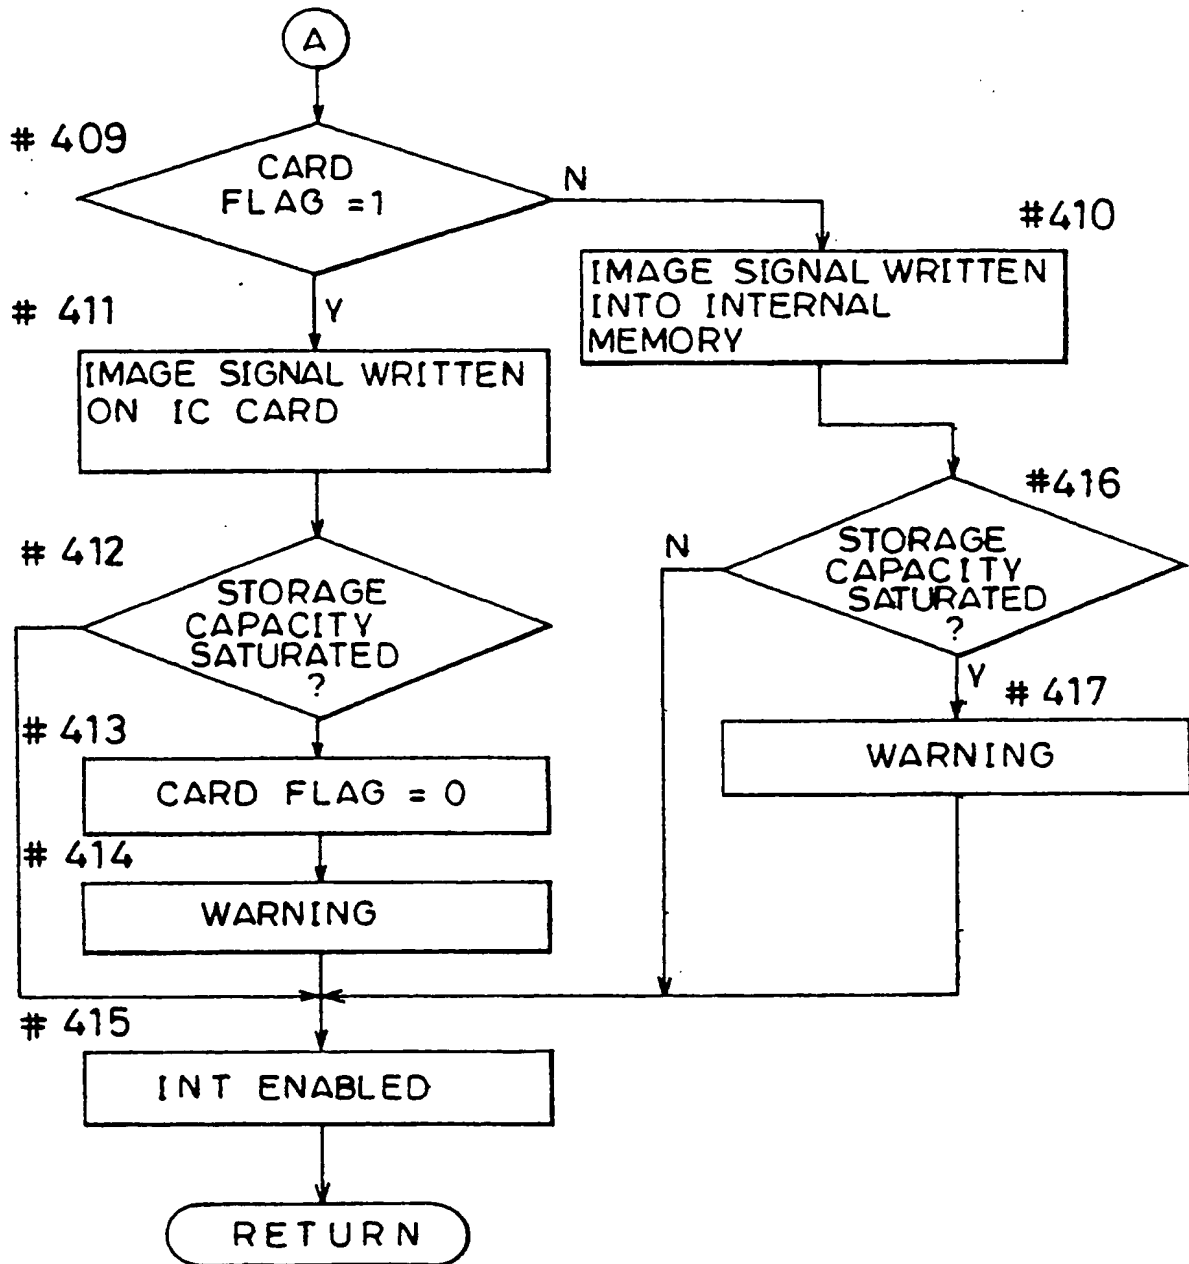 A
# 409
CARD
FLAG = 1
N
#410
IMAGE SIGNAL WRITTEN
INTO INTERNAL
MEMORY
# 411
Y
IMAGE SIGNAL WRITTEN
ON IC CARD
#416
STORAGE
CAPACITY
SATURATED
?
N
Y
# 412
STORAGE
CAPACITY
SATURATED
?
# 417
WARNING
# 413
CARD FLAG = 0
# 414
WARNING
# 415
INT ENABLED
RETURN